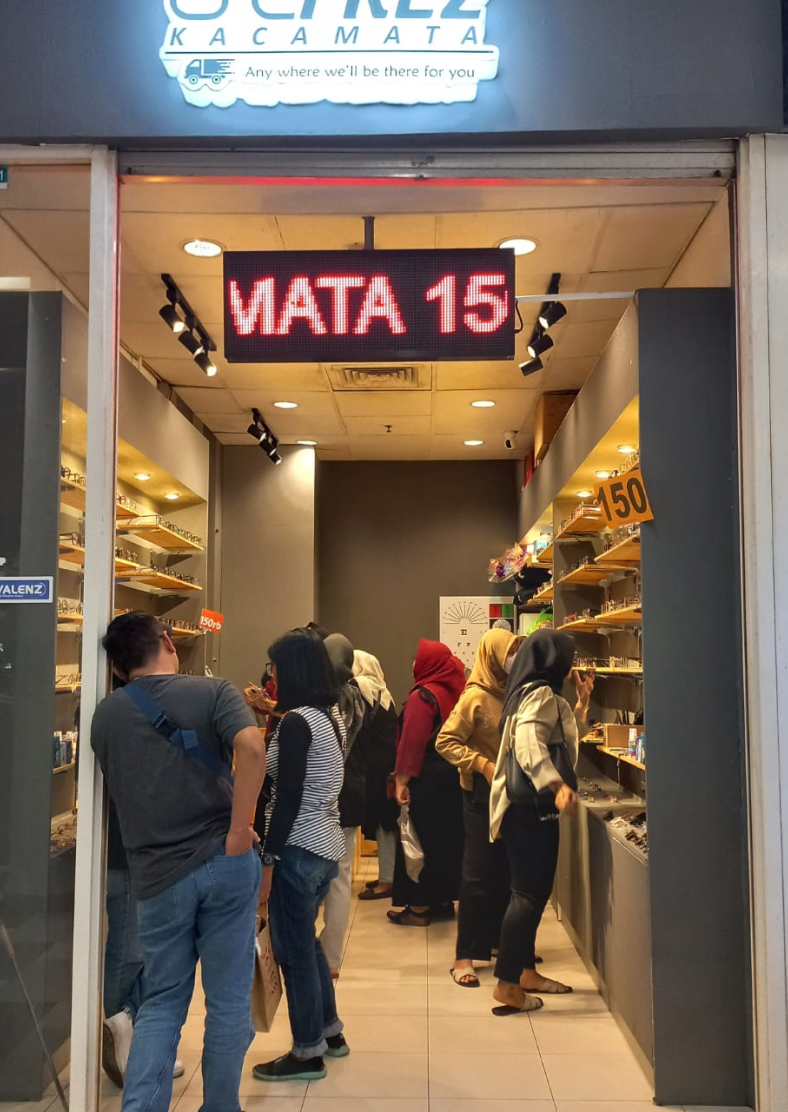 KACAMATA
Any where we'll be there for you
MATA 15
150
VALENZ
150rb
E
F P